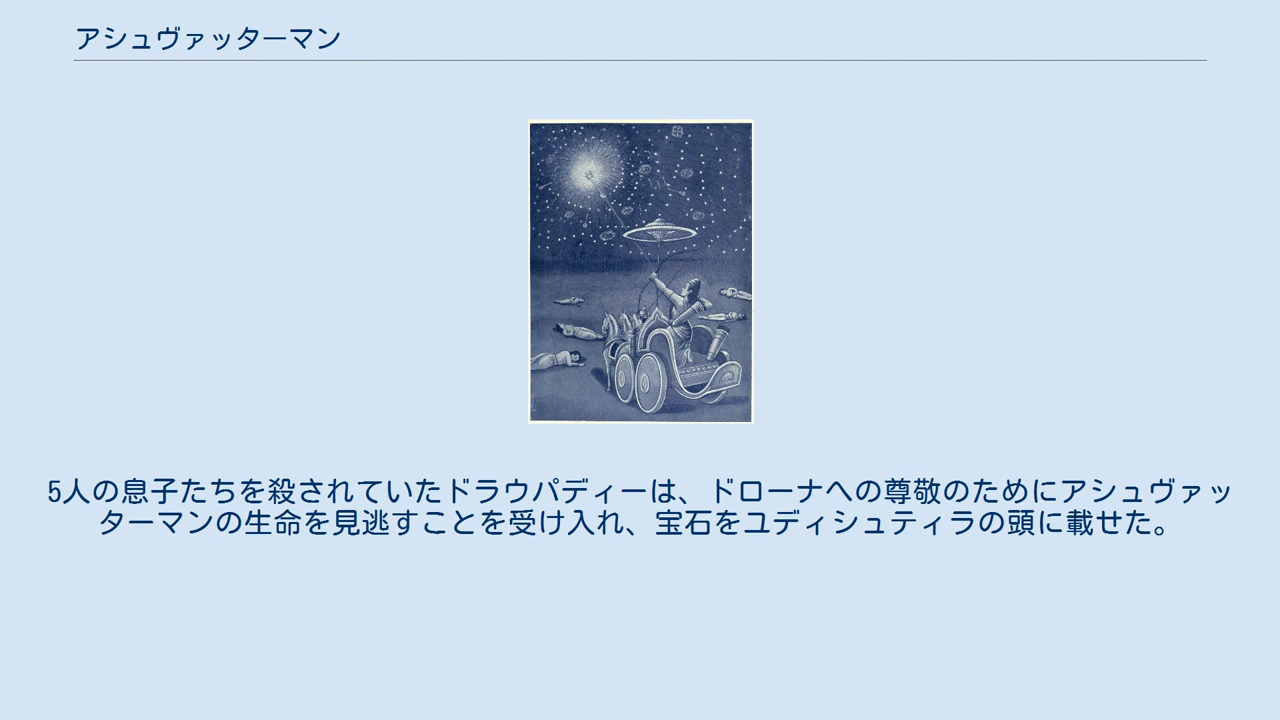 アシュヴァッターマン
5人の息子たちを殺されていたドラウパディーは、ドローナへの尊敬のためにアシュヴァッ
ターマンの生命を見逃すことを受け入れ、宝石をユディシュティラの頭に載せた。